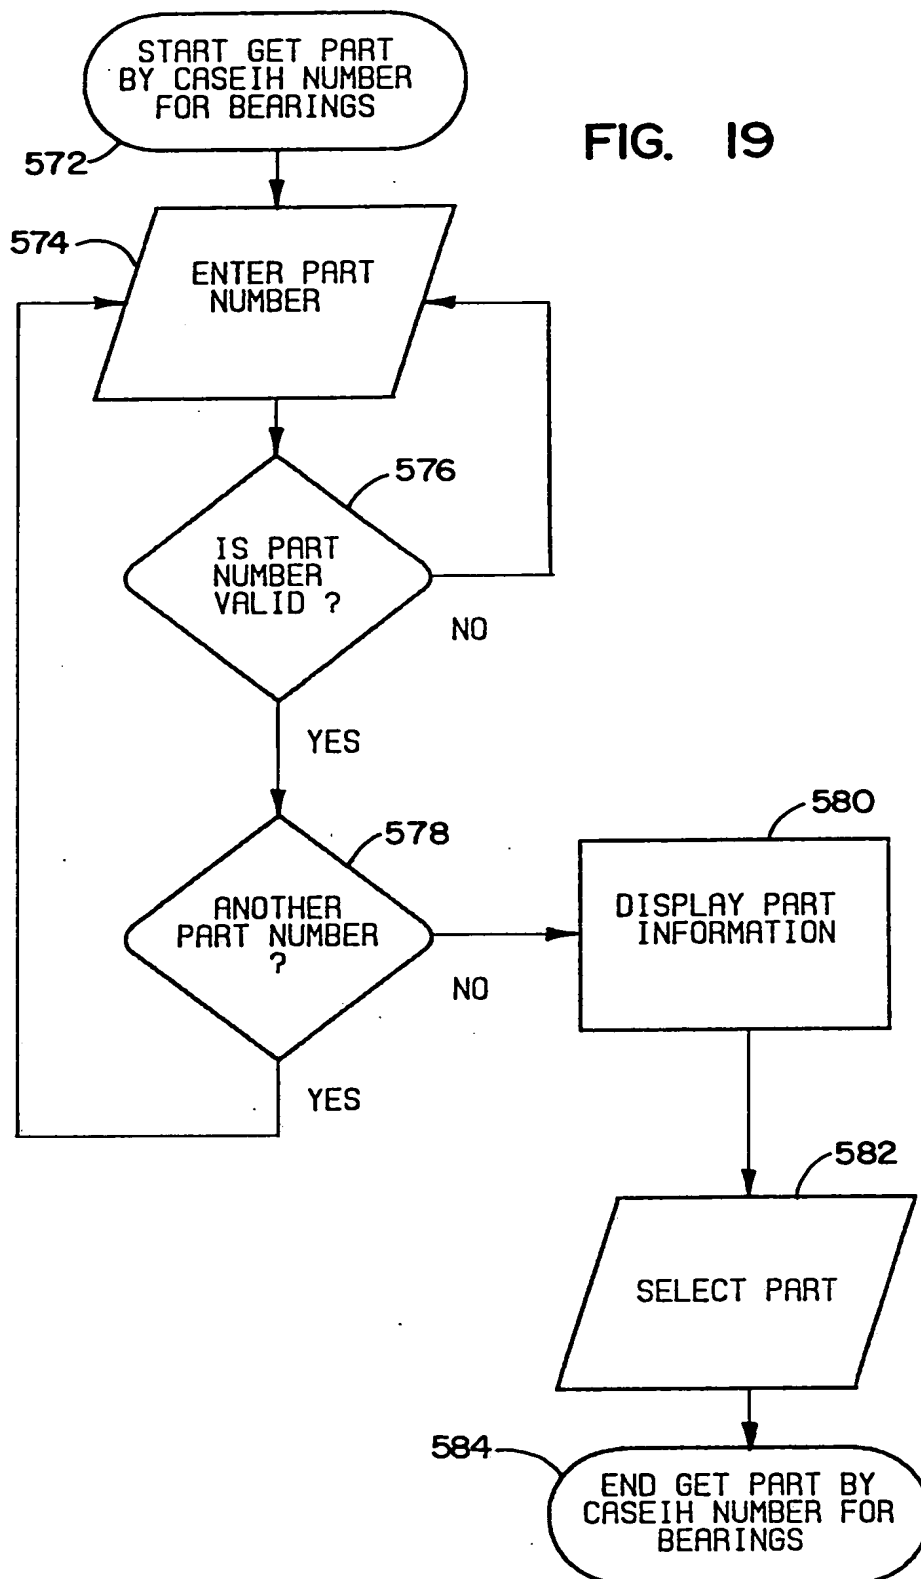 START GET PART
BY CASEIH NUMBER
FOR BEARINGS
572
FIG. 19
574
ENTER PART
NUMBER
576
IS PART
NUMBER
VALID ?
NO
YES
578
ANOTHER
PART NUMBER
?
NO
YES
580
DISPLAY PART
INFORMATION
582
SELECT PART
584
END GET PART BY
CASEIH NUMBER FOR
BEARINGS